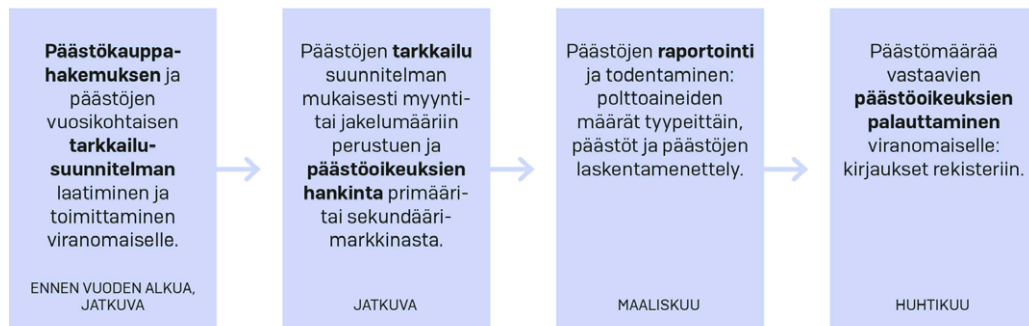 Päästökauppa-
hakemuksen ja
päästöjen
vuosikohtaisen
tarkkailu-
suunnitelman
laatiminen ja
toimittaminen
viranomaiselle.
ENNEN VUODEN ALKUA,
JATKUVA
Päästöjen tarkkailu
suunnitelman
mukaisesti myynti-
tai jakelumääriin
perustuen ja
päästöoikeuksien
hankinta primääri-
tai sekundääri-
markkinasta.
JATKUVA
Päästöjen raportointi
ja todentaminen:
polttoaineiden
määrät tyypeittäin,
päästöt ja päästöjen
laskentamenettely.
MAALISKUU
Päästömäärää
vastaavien
päästöoikeuksien
palauttaminen
viranomaiselle:
kirjaukset rekisteriin.
HUHTIKUU